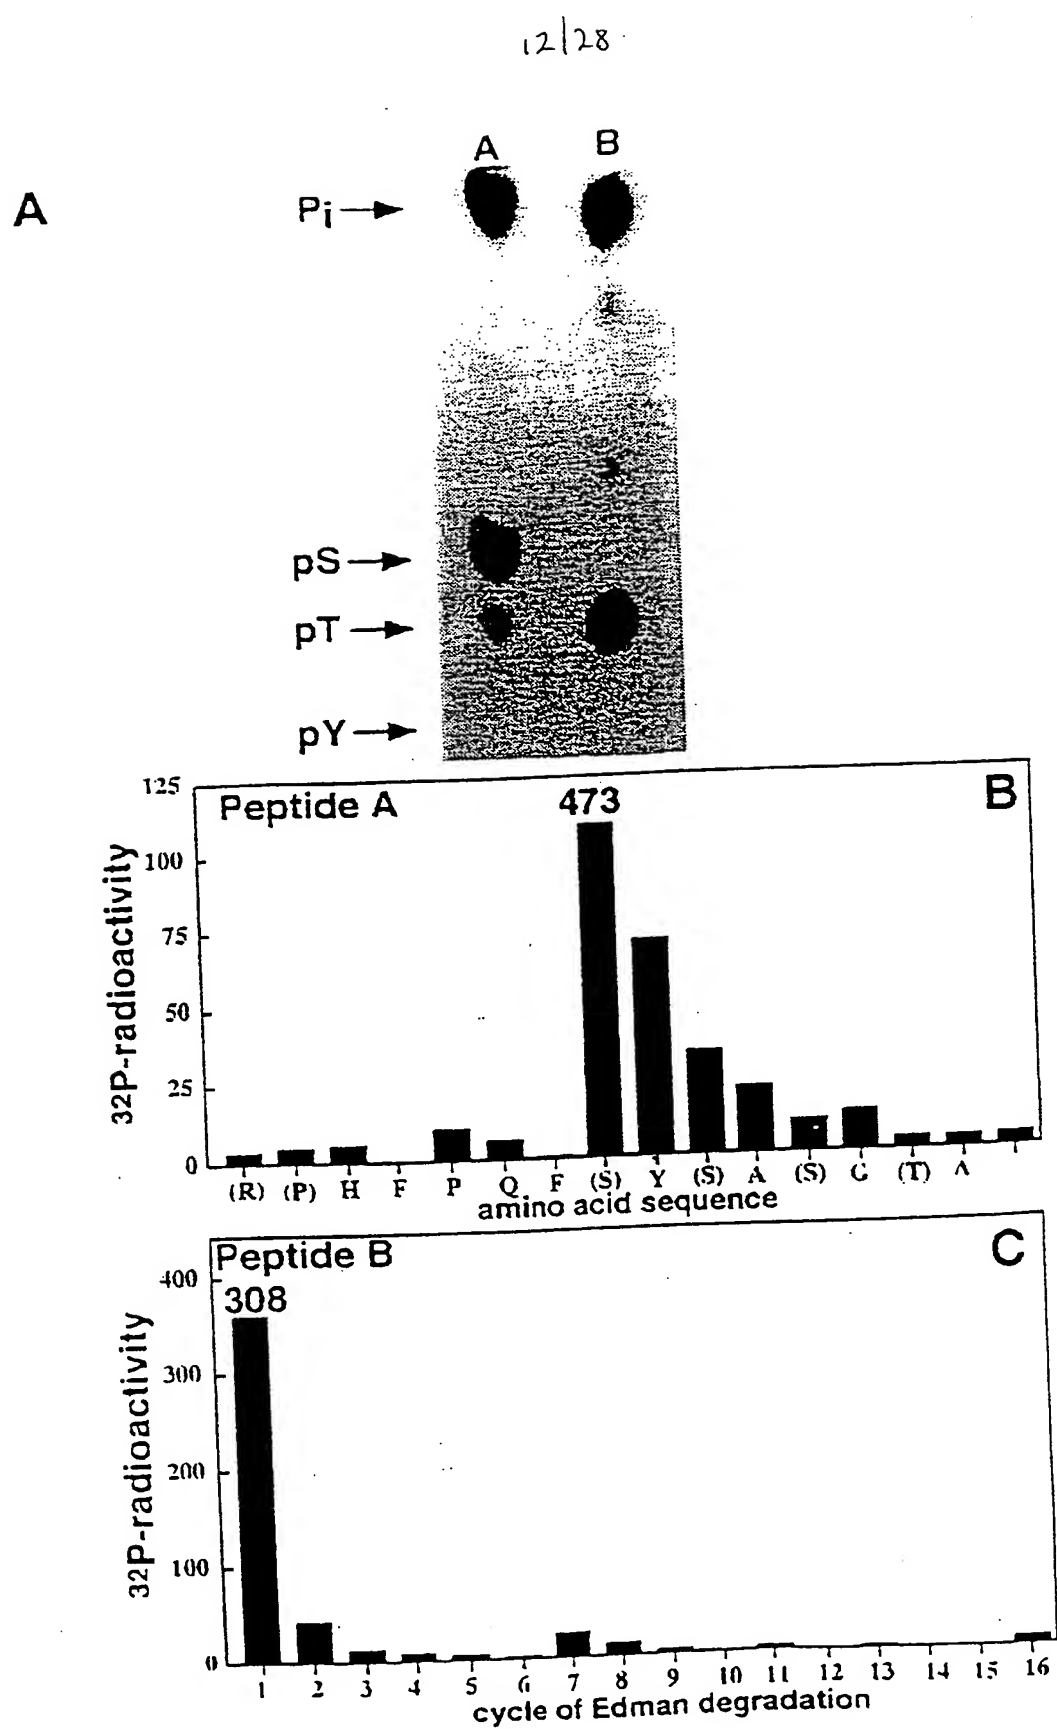 12/28
A B
A
Pi
pS
pT
pY
Peptide A 473 B
125
100
75
50
25
0
32P-radioactivity
(R) (P) H F P Q F (S) Y (S) A (S) G (T) A
amino acid sequence
Peptide B C
308
400
300
200
100
0
32P-radioactivity
1 2 3 4 5 6 7 8 9 10 11 12 13 14 15 16
cycle of Edman degradation